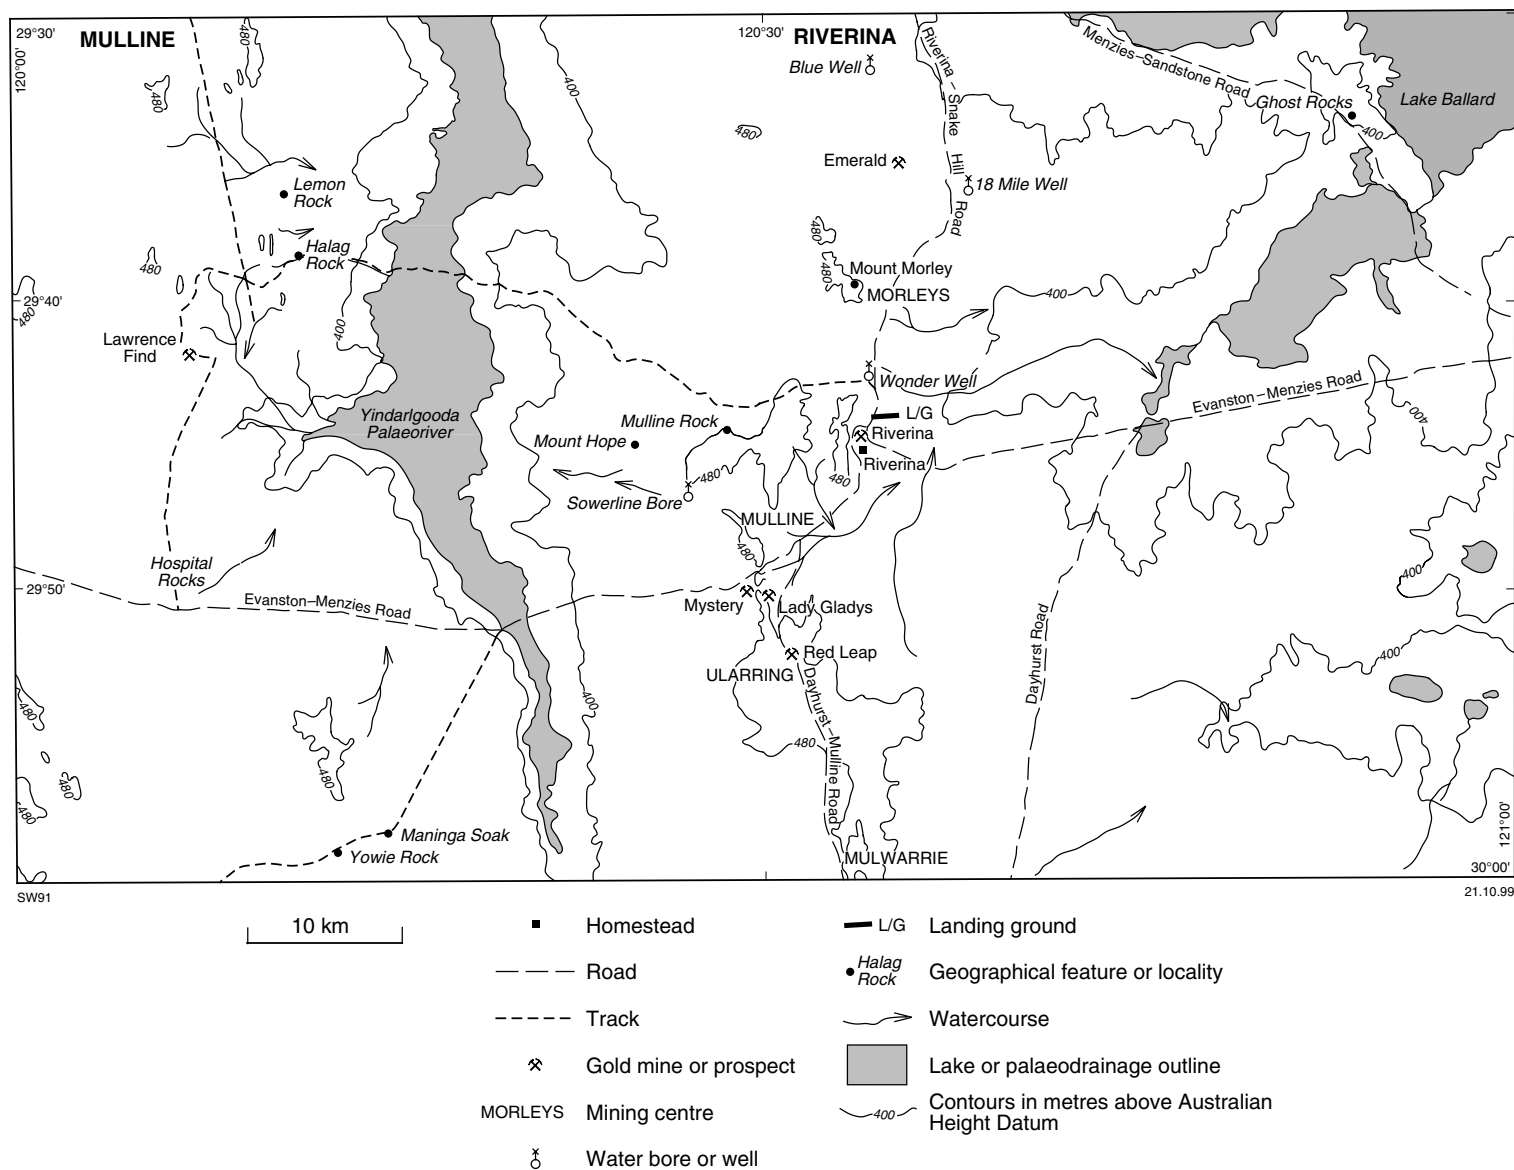 29°30'
120°00'
MULLINE
480
480
400
120°30'
RIVERINA
Blue Well
Riverina – Snake Hill Road
Menzies–Sandstone Road
Ghost Rocks
Lake Ballard
400
480
Emerald
18 Mile Well
Lemon
Rock
Halag
Rock
480
480
480
Mount Morley
MORLEYS
400
29°40'
480
400
Lawrence
Find
Wonder Well
Evanston–Menzies Road
400
Yindarlgooda
Palaeoriver
Mulline Rock
Mount Hope
L/G
Riverina
Riverina
480
480
Sowerline Bore
MULLINE
480
Hospital
Rocks
29°50'
Evanston–Menzies Road
Mystery
Lady Gladys
400
Dayhurst Road
Red Leap
ULARRING
400
Dayhurst–Mulline Road
480
400
480
480
480
480
Maninga Soak
Yowie Rock
MULWARRIE
121°00'
30°00'
SW91
21.10.99
10 km
Homestead
Road
Track
Gold mine or prospect
MORLEYS
Mining centre
Water bore or well
L/G
Landing ground
Halag
Rock
Geographical feature or locality
Watercourse
Lake or palaeodrainage outline
400
Contours in metres above Australian
Height Datum